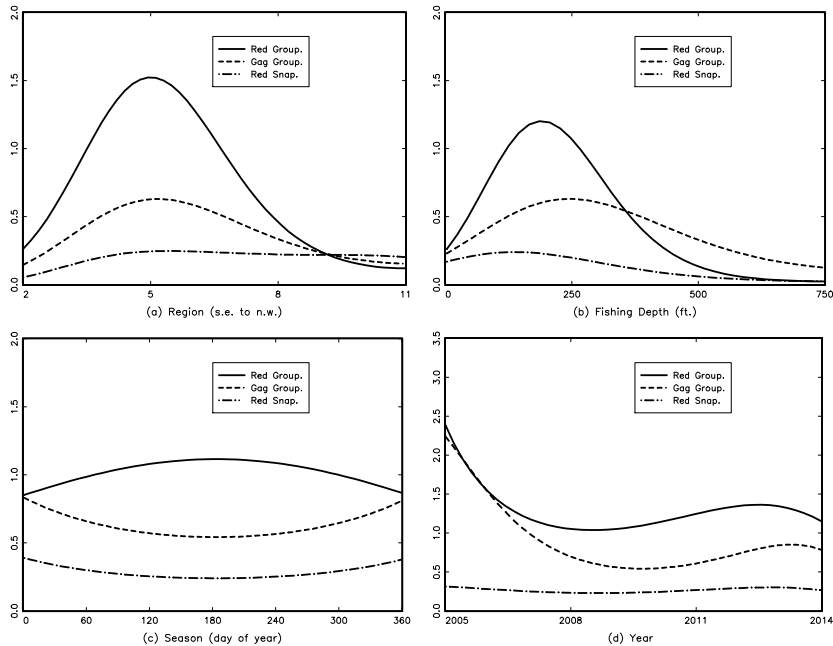 2.0
1.5
1.0
0.5
0.0
Red Group.
Gag Group.
Red Snap.
2 5 8 11
(a) Region (s.e. to n.w.)
2.0
1.5
1.0
0.5
0.0
Red Group.
Gag Group.
Red Snap.
0 250 500 750
(b) Fishing Depth (ft.)
2.0
1.5
1.0
0.5
0.0
Red Group.
Gag Group.
Red Snap.
0 60 120 180 240 300 360
(c) Season (day of year)
3.5
3.0
2.5
2.0
1.5
1.0
0.5
0.0
Red Group.
Gag Group.
Red Snap.
2005 2008 2011 2014
(d) Year